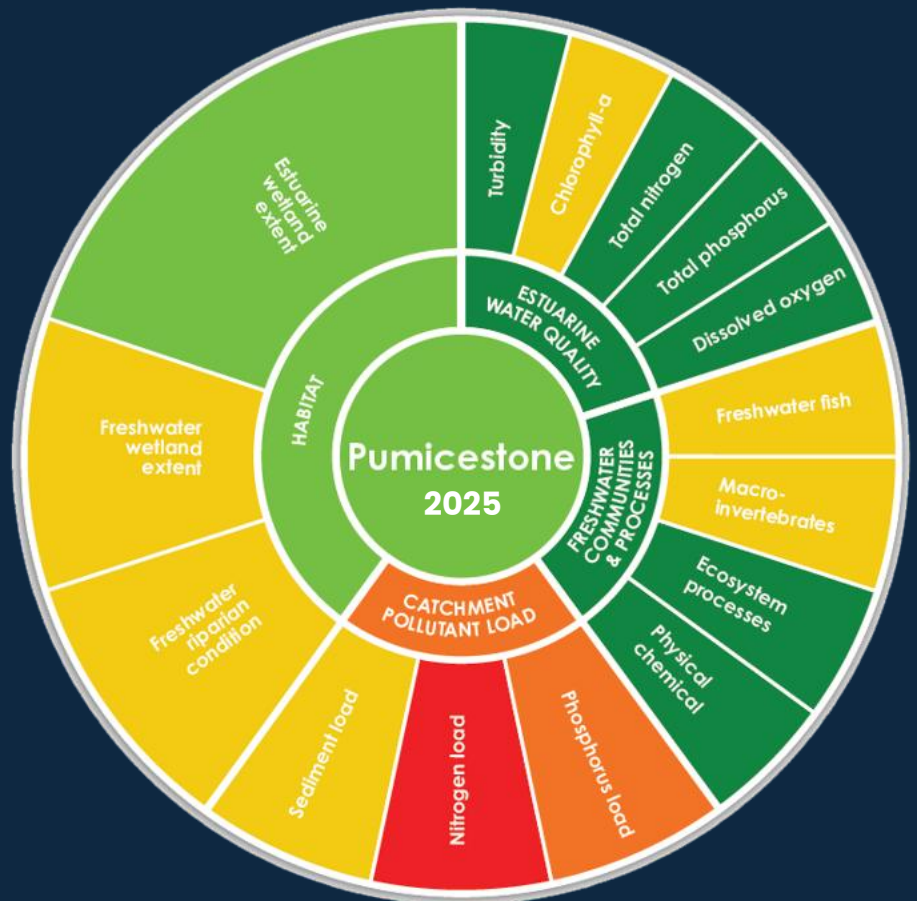 Pumicestone
2025
ESTUARINE
WATER QUALITY
Turbidity
Chlorophyll-a
Total nitrogen
Total phosphorus
Dissolved oxygen
FRESHWATER
COMMUNITIES
& PROCESSES
Freshwater fish
Macro-
invertebrates
Ecosystem
processes
Physical
chemical
CATCHMENT
POLLUTANT LOAD
Phosphorus load
Nitrogen load
Sediment load
HABITAT
Freshwater
riparian
condition
Freshwater
wetland
extent
Estuarine
wetland
extent